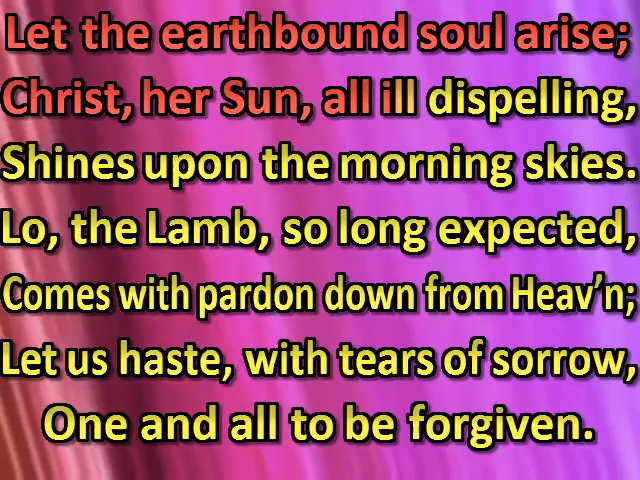 Let the earthbound soul arise;
Christ, her Sun, all ill dispelling,
Shines upon the morning skies.
Lo, the Lamb, so long expected,
Comes with pardon down from Heav’n;
Let us haste, with tears of sorrow,
One and all to be forgiven.